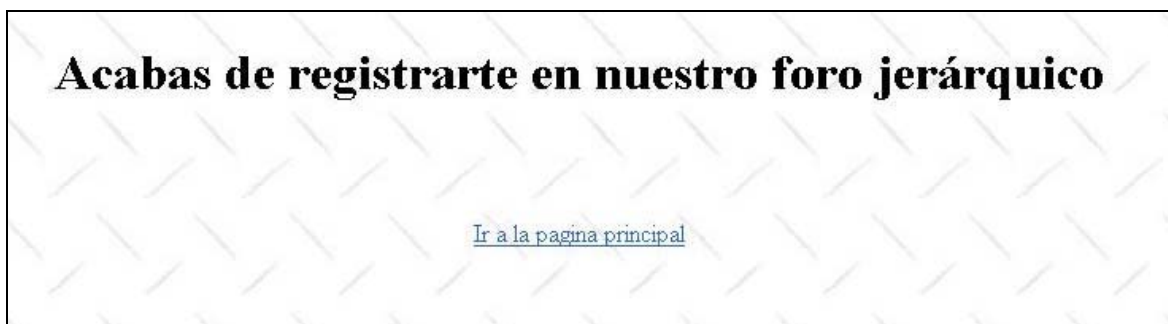 Acabas de registrarte en nuestro foro jerárquico
Ir a la pagina principal